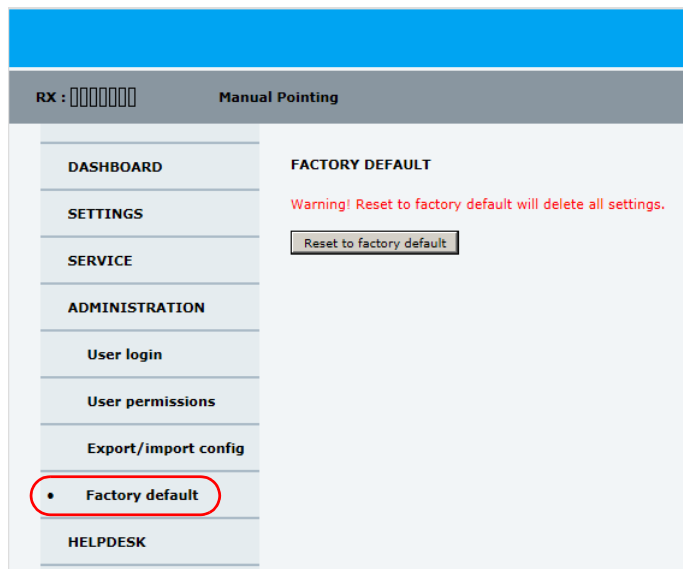 RX : Manual Pointing
DASHBOARD
FACTORY DEFAULT
SETTINGS
Warning! Reset to factory default will delete all settings.
Reset to factory default
SERVICE
ADMINISTRATION
User login
User permissions
Export/import config
• Factory default
HELPDESK